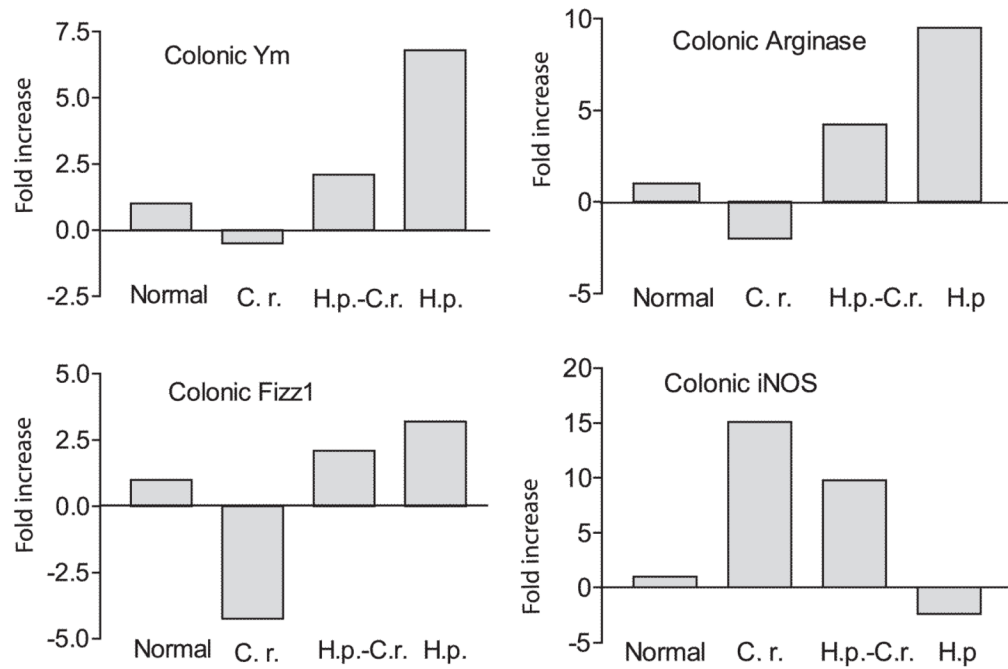 Colonic Ym
Fold increase
7.5
5.0
2.5
0.0
-2.5
Normal C. r. H.p.-C.r. H.p.
Colonic Arginase
Fold increase
10
5
0
-5
Normal C. r. H.p.-C.r. H.p
Colonic Fizz1
Fold increase
5.0
2.5
0.0
-2.5
-5.0
Normal C. r. H.p.-C.r. H.p.
Colonic iNOS
Fold increase
20
15
10
5
0
-5
Normal C. r. H.p.-C.r. H.p